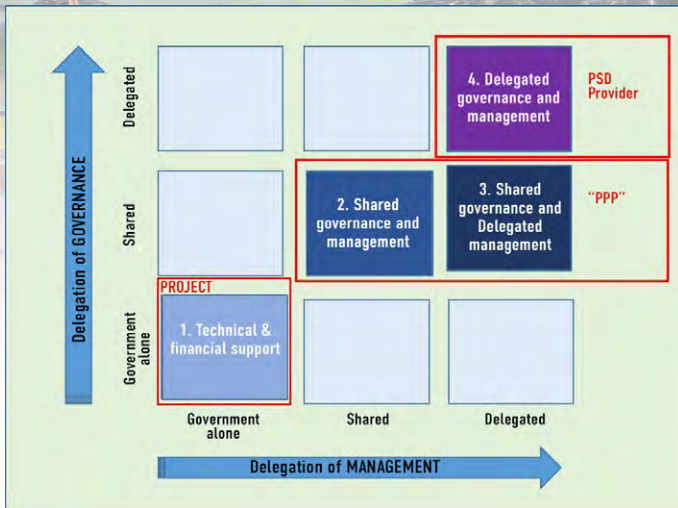 Delegation of GOVERNANCE
Delegated
4. Delegated
governance and
management
PSD
Provider
Shared
2. Shared
governance and
management
3. Shared
governance and
Delegated
management
“PPP”
Government
alone
PROJECT
1. Technical &
financial support
Government
alone
Shared
Delegated
Delegation of MANAGEMENT